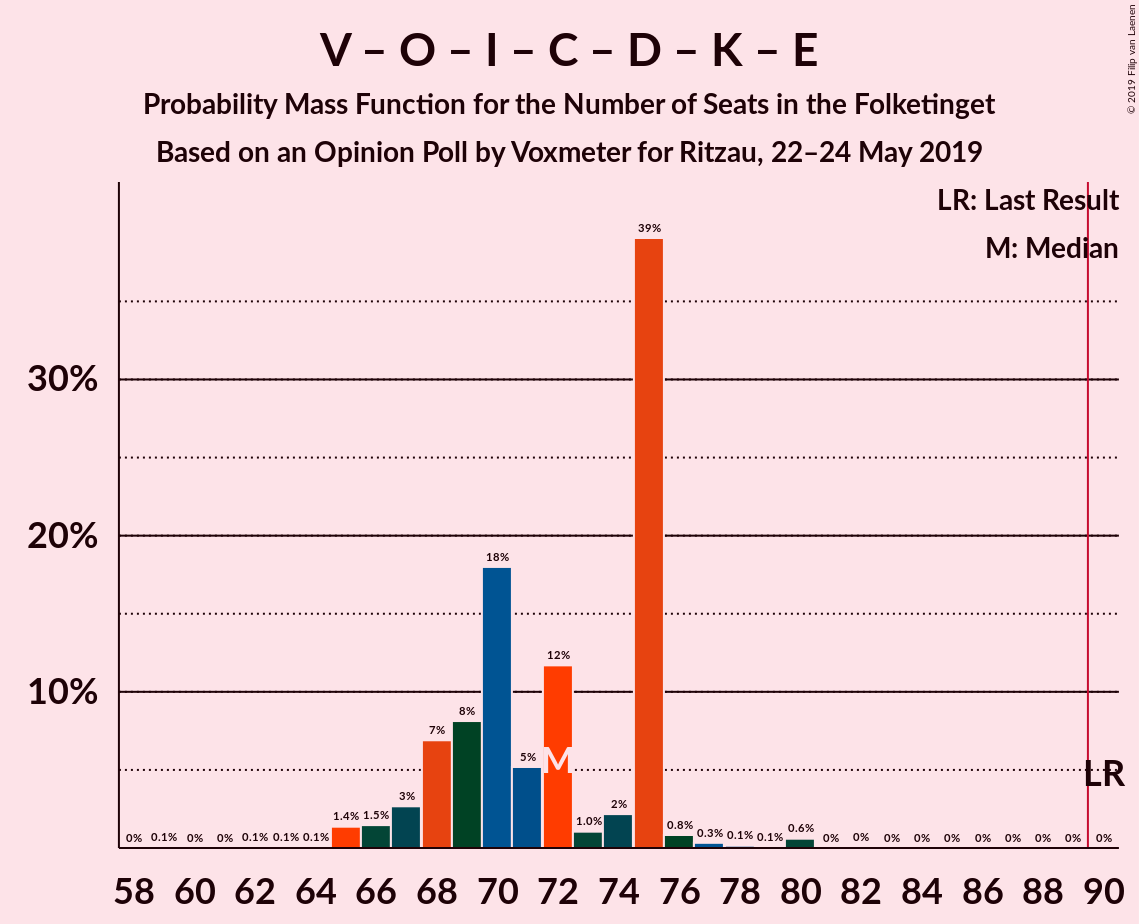 V – O – I – C – D – K – E
Probability Mass Function for the Number of Seats in the Folketinget
Based on an Opinion Poll by Voxmeter for Ritzau, 22–24 May 2019
© 2019 Filip van Laenen
LR: Last Result
M: Median
39%
30%
20%
18%
12%
10%
8%
7%
M
5%
LR
3%
2%
0% 0.1% 0% 0% 0.1% 0.1% 0.1% 1.4% 1.5% 1.0% 0.8% 0.3% 0.1% 0.1% 0.6% 0% 0% 0% 0% 0% 0% 0% 0% 0% 0%
58 60 62 64 66 68 70 72 74 76 78 80 82 84 86 88 90